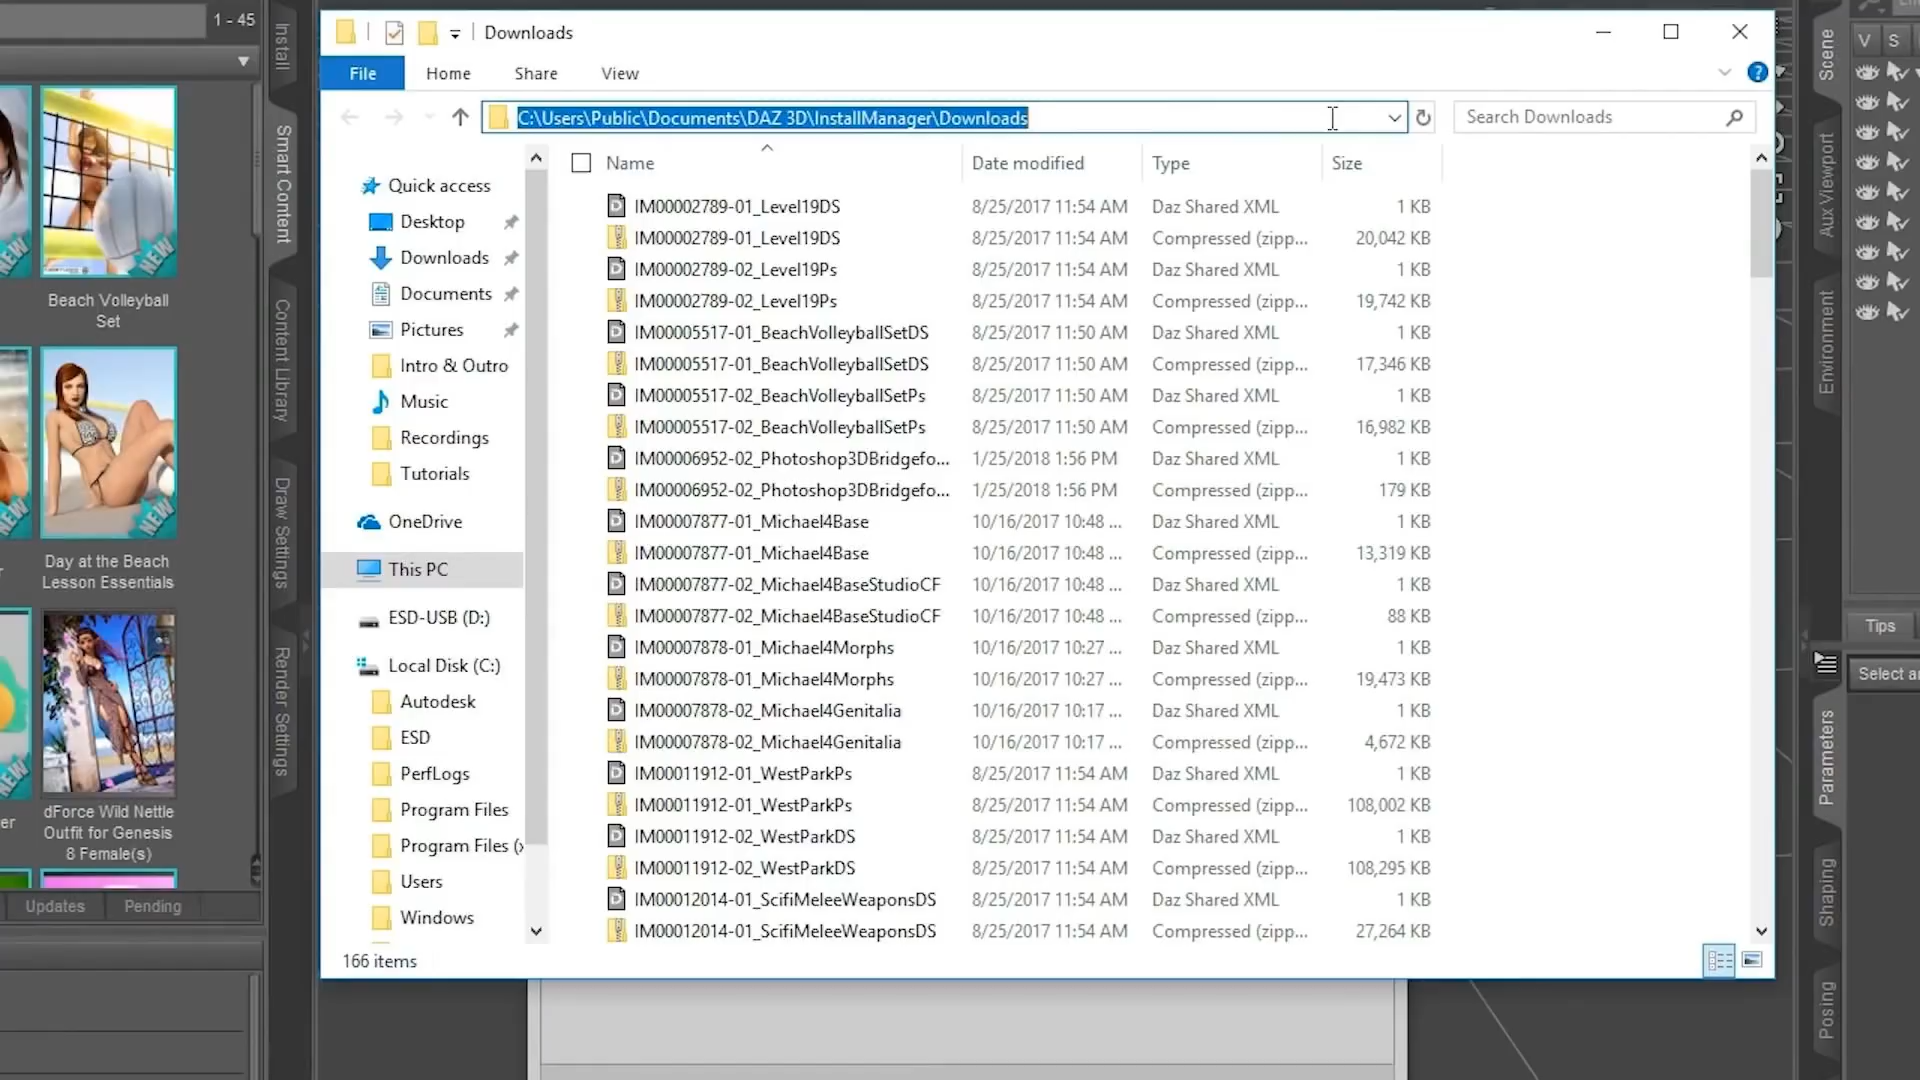 1 - 45
Install
Smart Content
Content Library
Draw Settings
Render Settings
Beach Volleyball
Set
Day at the Beach
Lesson Essentials
dForce Wild Nettle
Outfit for Genesis
8 Female(s)
er
NEW
NEW
NEW
NEW
NEW
Updates
Pending
Downloads
File
Home
Share
View
C:\Users\Public\Documents\DAZ 3D\InstallManager\Downloads
Search Downloads
Quick access
Desktop
Downloads
Documents
Pictures
Intro & Outro
Music
Recordings
Tutorials
OneDrive
This PC
ESD-USB (D:)
Local Disk (C:)
Autodesk
ESD
PerfLogs
Program Files
Program Files (x
Users
Windows
Name Date modified Type Size
IM00002789-01_Level19DS 8/25/2017 11:54 AM Daz Shared XML 1 KB
IM00002789-01_Level19DS 8/25/2017 11:54 AM Compressed (zipp... 20,042 KB
IM00002789-02_Level19Ps 8/25/2017 11:54 AM Daz Shared XML 1 KB
IM00002789-02_Level19Ps 8/25/2017 11:54 AM Compressed (zipp... 19,742 KB
IM00005517-01_BeachVolleyballSetDS 8/25/2017 11:50 AM Daz Shared XML 1 KB
IM00005517-01_BeachVolleyballSetDS 8/25/2017 11:50 AM Compressed (zipp... 17,346 KB
IM00005517-02_BeachVolleyballSetPs 8/25/2017 11:50 AM Daz Shared XML 1 KB
IM00005517-02_BeachVolleyballSetPs 8/25/2017 11:50 AM Compressed (zipp... 16,982 KB
IM00006952-02_Photoshop3DBridgefo... 1/25/2018 1:56 PM Daz Shared XML 1 KB
IM00006952-02_Photoshop3DBridgefo... 1/25/2018 1:56 PM Compressed (zipp... 179 KB
IM00007877-01_Michael4Base 10/16/2017 10:48 ... Daz Shared XML 1 KB
IM00007877-01_Michael4Base 10/16/2017 10:48 ... Compressed (zipp... 13,319 KB
IM00007877-02_Michael4BaseStudioCF 10/16/2017 10:48 ... Daz Shared XML 1 KB
IM00007877-02_Michael4BaseStudioCF 10/16/2017 10:48 ... Compressed (zipp... 88 KB
IM00007878-01_Michael4Morphs 10/16/2017 10:27 ... Daz Shared XML 1 KB
IM00007878-01_Michael4Morphs 10/16/2017 10:27 ... Compressed (zipp... 19,473 KB
IM00007878-02_Michael4Genitalia 10/16/2017 10:17 ... Daz Shared XML 1 KB
IM00007878-02_Michael4Genitalia 10/16/2017 10:17 ... Compressed (zipp... 4,672 KB
IM00011912-01_WestParkPs 8/25/2017 11:54 AM Daz Shared XML 1 KB
IM00011912-01_WestParkPs 8/25/2017 11:54 AM Compressed (zipp... 108,002 KB
IM00011912-02_WestParkDS 8/25/2017 11:54 AM Daz Shared XML 1 KB
IM00011912-02_WestParkDS 8/25/2017 11:54 AM Compressed (zipp... 108,295 KB
IM00012014-01_ScifiMeleeWeaponsDS 8/25/2017 11:54 AM Daz Shared XML 1 KB
IM00012014-01_ScifiMeleeWeaponsDS 8/25/2017 11:54 AM Compressed (zipp... 27,264 KB
166 items
Scene
Aux Viewport
Environment
V S
Tips
Select an
Parameters
Shaping
Posing